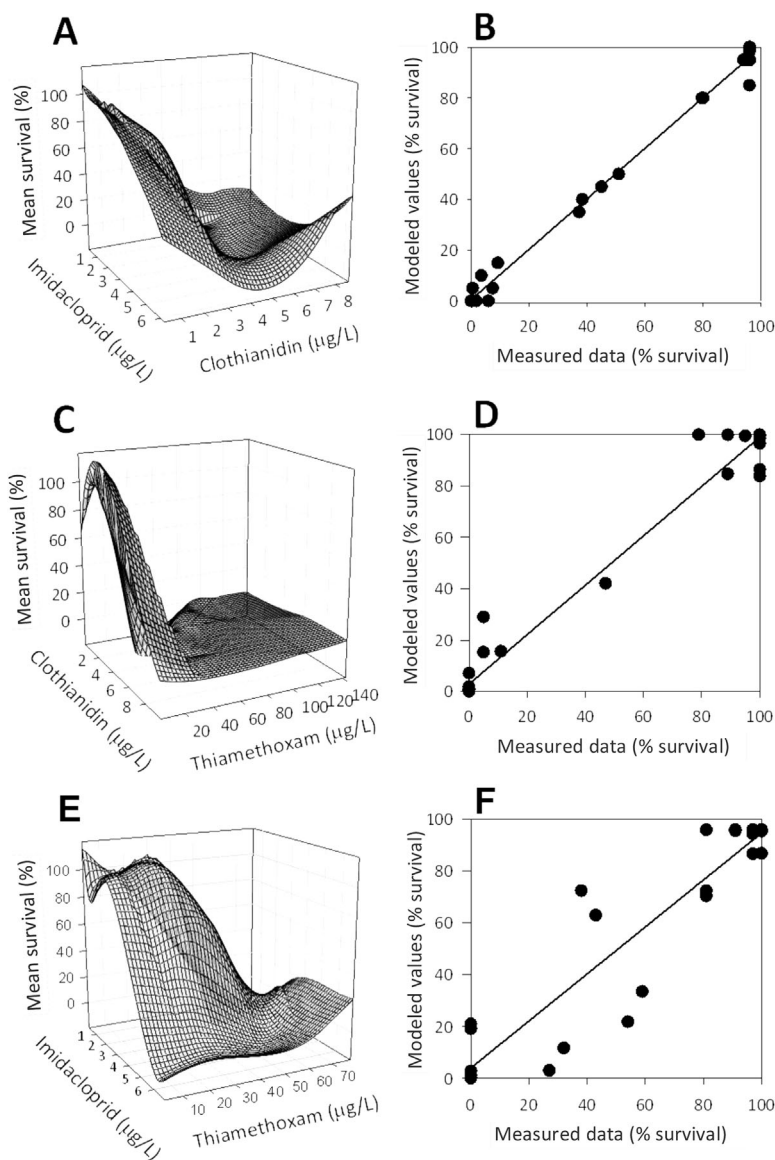 A
Mean survival (%)
100
80
60
40
20
0
1
2
3
4
5
6
Imidacloprid (µg/L)
1 2 3 4 5 6 7 8
Clothianidin (µg/L)
B
Modeled values (% survival)
100
80
60
40
20
0
0 20 40 60 80 100
Measured data (% survival)
C
Mean survival (%)
100
80
60
40
20
0
2
4
6
8
Clothianidin (µg/L)
20 40 60 80 100 120 140
Thiamethoxam (µg/L)
D
Modeled values (% survival)
100
80
60
40
20
0
0 20 40 60 80 100
Measured data (% survival)
E
Mean survival (%)
100
80
60
40
20
0
1
2
3
4
5
6
Imidacloprid (µg/L)
10 20 30 40 50 60 70
Thiamethoxam (µg/L)
F
Modeled values (% survival)
100
80
60
40
20
0
0 20 40 60 80 100
Measured data (% survival)